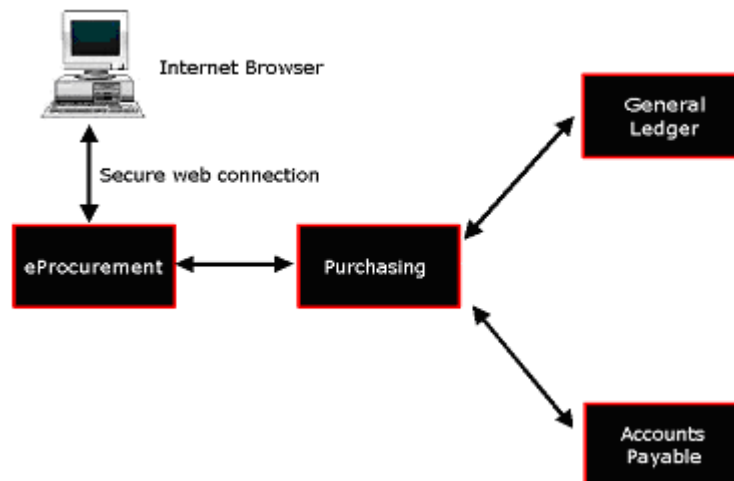 Internet Browser
Secure web connection
eProcurement
Purchasing
General
Ledger
Accounts
Payable